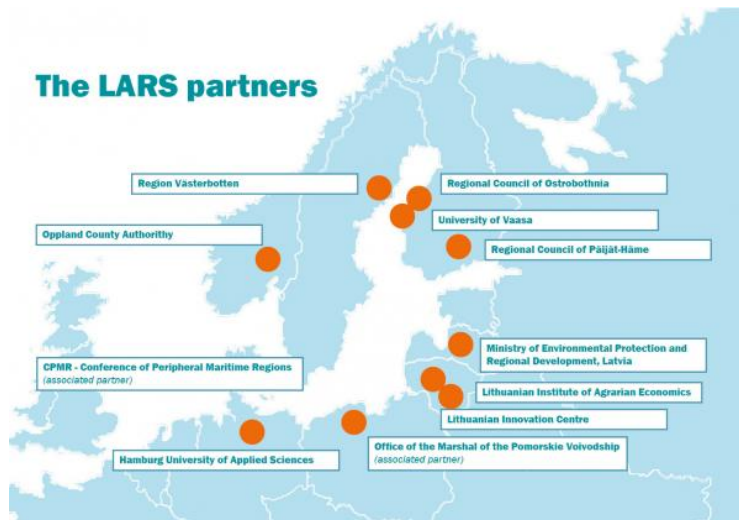 The LARS partners
Region Västerbotten
Regional Council of Ostrobothnia
University of Vaasa
Oppland County Authorithy
Regional Council of Päijät-Häme
Ministry of Environmental Protection and
Regional Development, Latvia
CPMR - Conference of Peripheral Maritime Regions
(associated partner)
Lithuanian Institute of Agrarian Economics
Lithuanian Innovation Centre
Office of the Marshal of the Pomorskie Voivodship
(associated partner)
Hamburg University of Applied Sciences